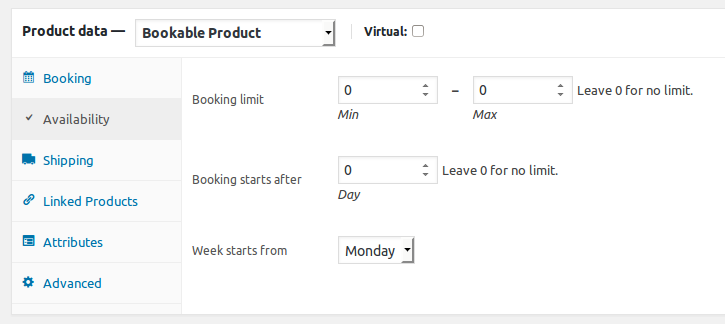 Product data — Bookable Product Virtual:
Booking
Availability
Shipping
Linked Products
Attributes
Advanced
Booking limit 0 – 0 Leave 0 for no limit.
Min Max
Booking starts after 0 Leave 0 for no limit.
Day
Week starts from Monday